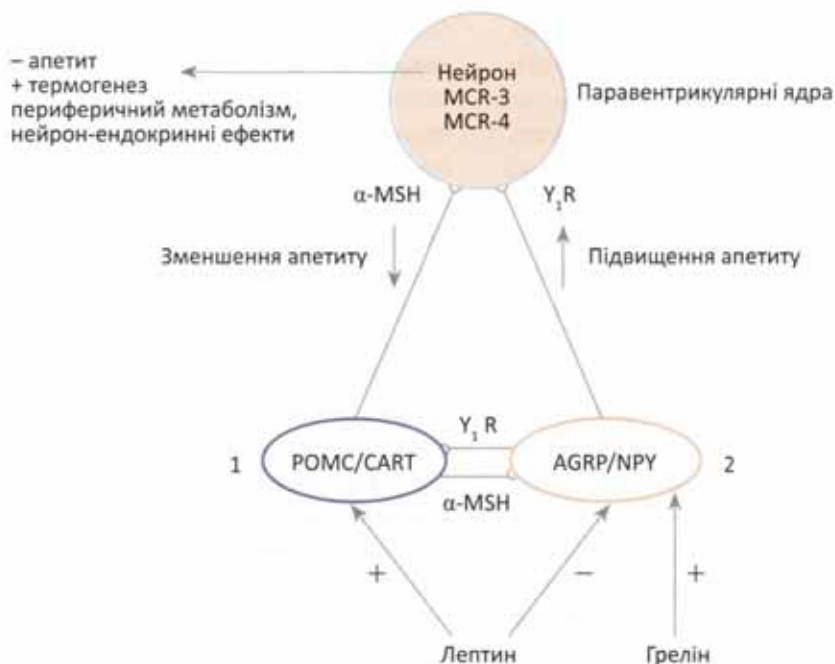 – апетит
+ термогенез
периферичний метаболізм,
нейрон-ендокринні ефекти
Нейрон
MCR-3
MCR-4
Паравентрикулярні ядра
α-MSH
Y₁R
Зменшення апетиту
Підвищення апетиту
1
POMC/CART
Y₁ R
α-MSH
AGRP/NPY
2
+
–
+
Лептин
Грелін